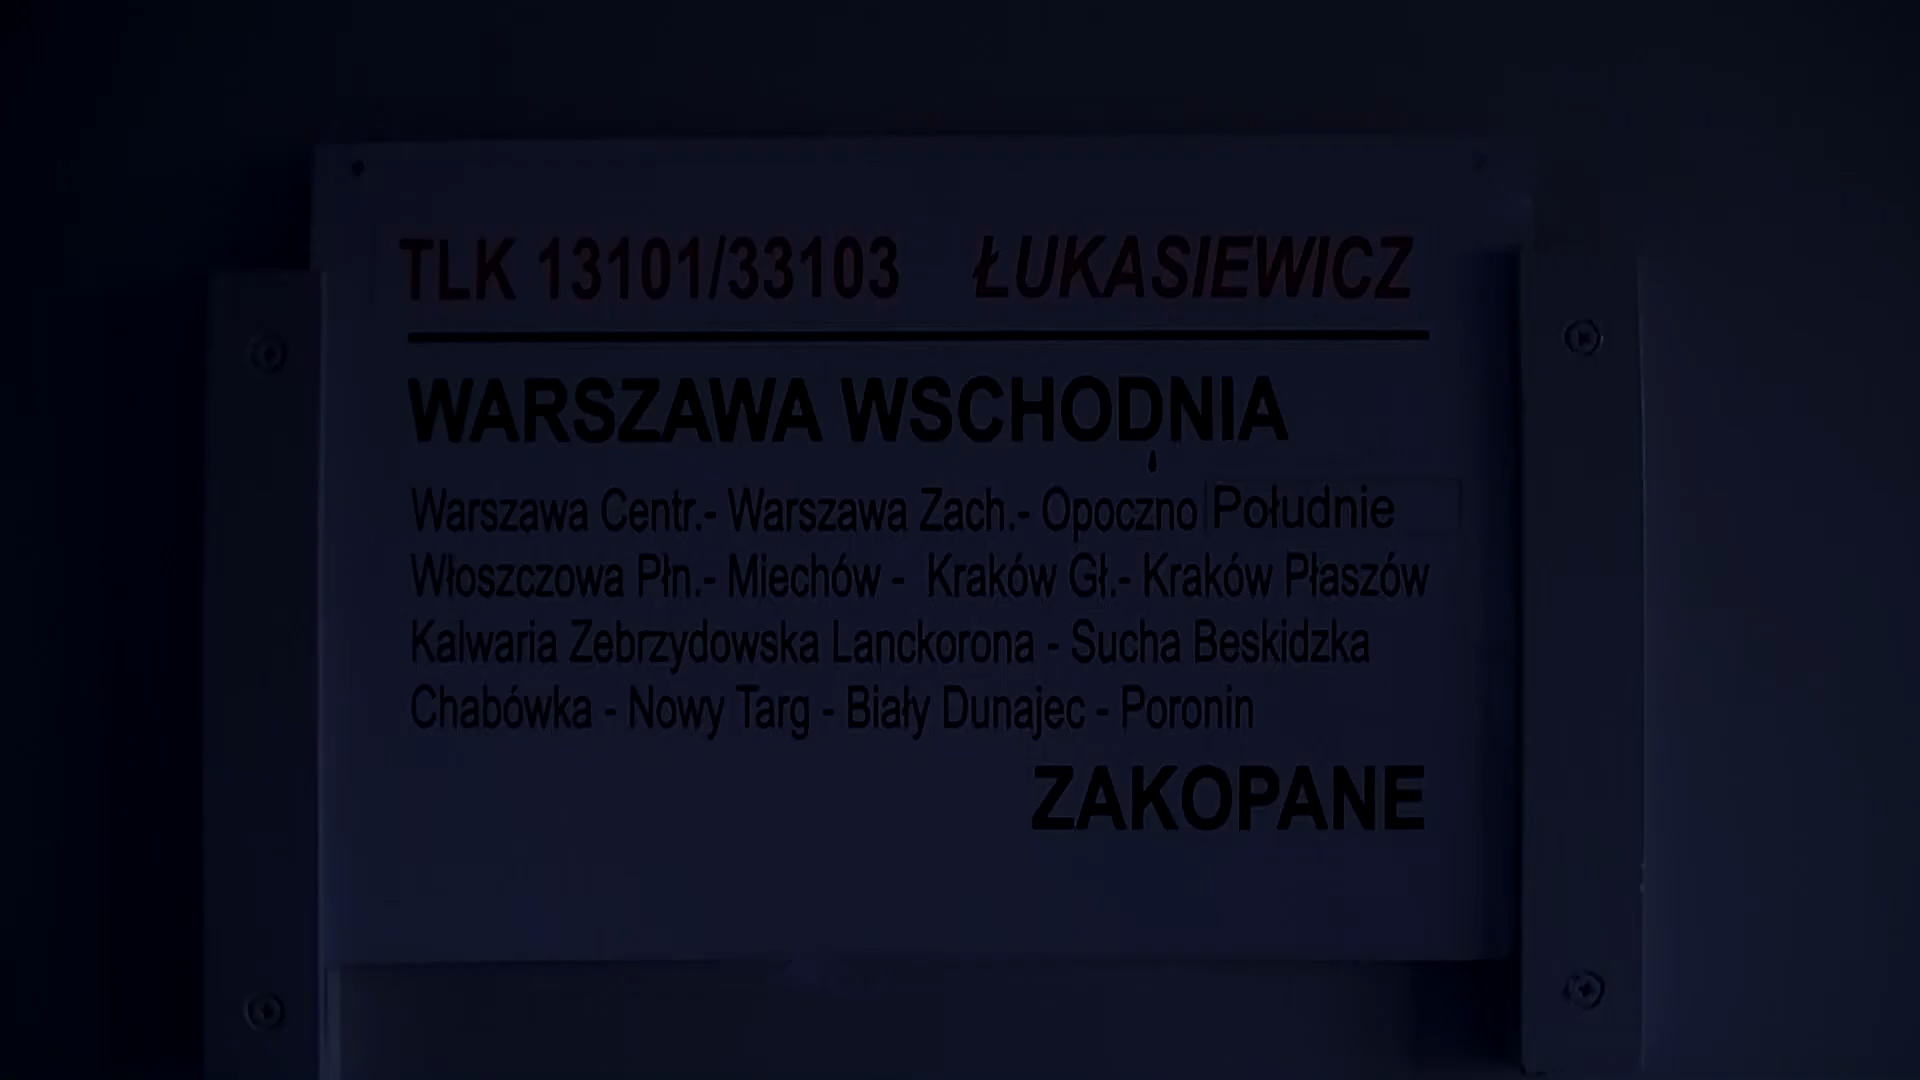 TLK 13101/33103 ŁUKASIEWICZ
WARSZAWA WSCHODNIA
Warszawa Centr.- Warszawa Zach.- Opoczno Południe
Włoszczowa Płn.- Miechów - Kraków Gł.- Kraków Płaszów
Kalwaria Zebrzydowska Lanckorona - Sucha Beskidzka
Chabówka - Nowy Targ - Biały Dunajec - Poronin
ZAKOPANE